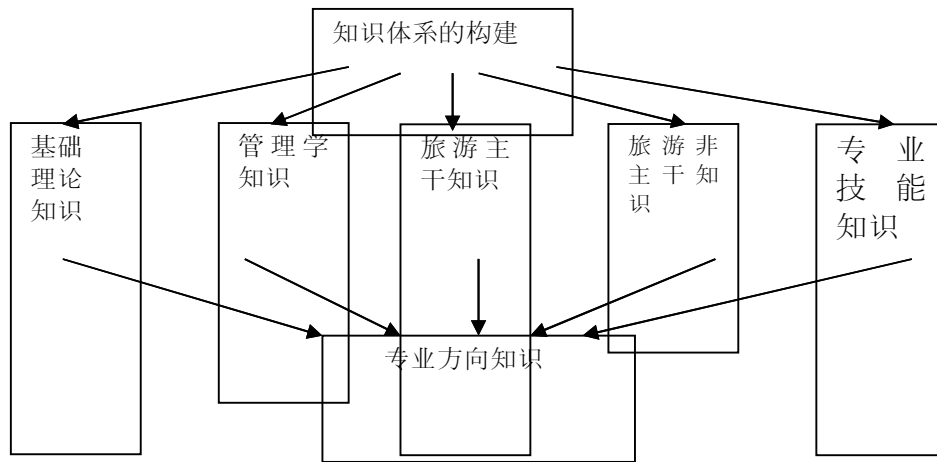 知识体系的构建
基础
理论
知识
管理学
知识
旅游主
干知识
旅游非
主干知
识
专业
技能
知识
专业方向知识